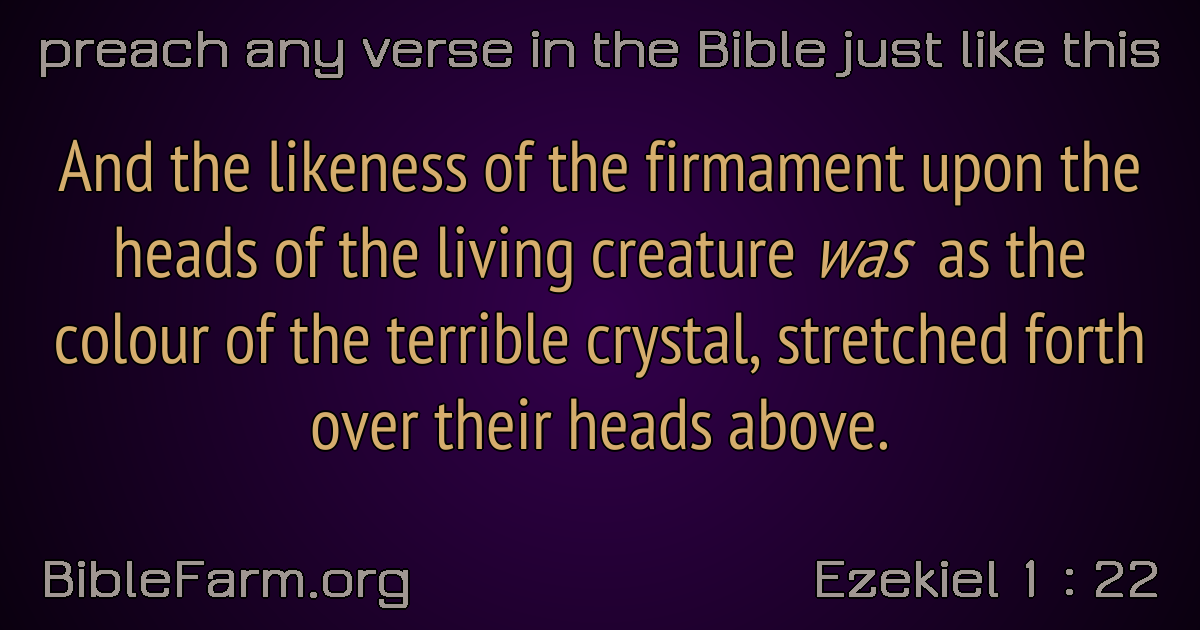 preach any verse in the Bible just like this
And the likeness of the firmament upon the
heads of the living creature was as the
colour of the terrible crystal, stretched forth
over their heads above.
BibleFarm.org
Ezekiel 1 : 22